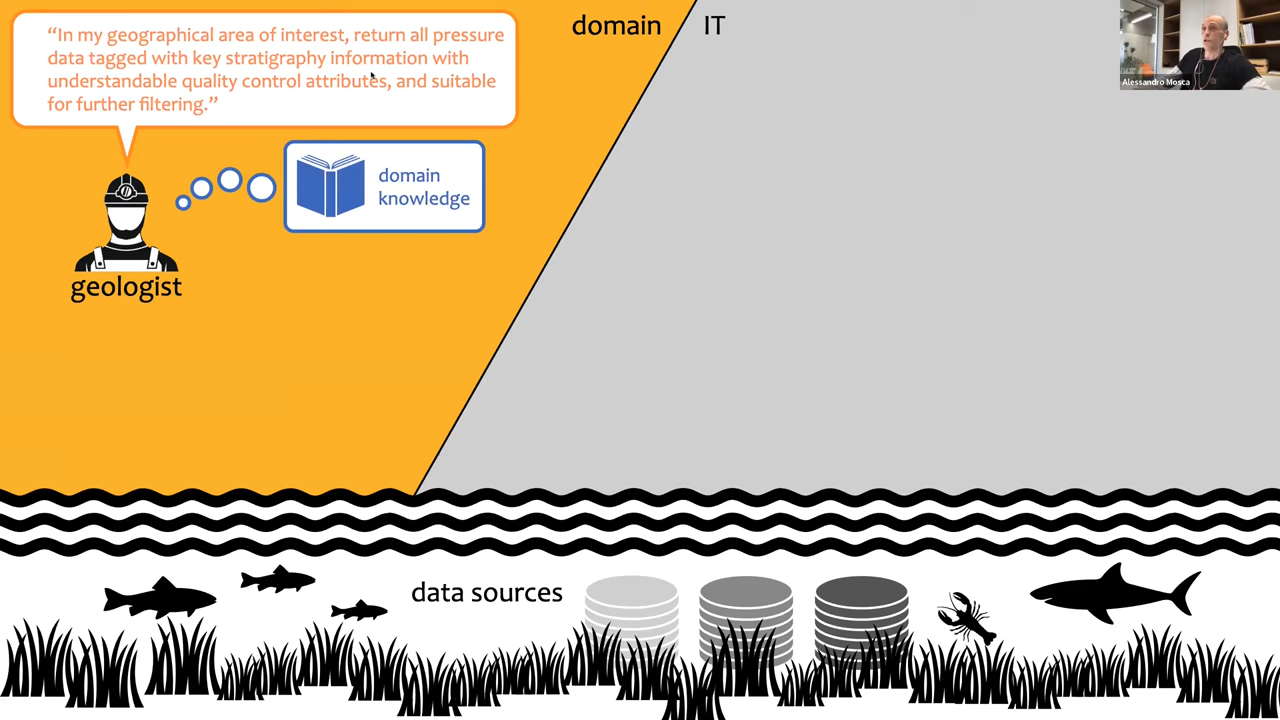 domain IT
“In my geographical area of interest, return all pressure
data tagged with key stratigraphy information with
understandable quality control attributes, and suitable
for further filtering.”
Alessandro Mosca
domain
knowledge
geologist
data sources